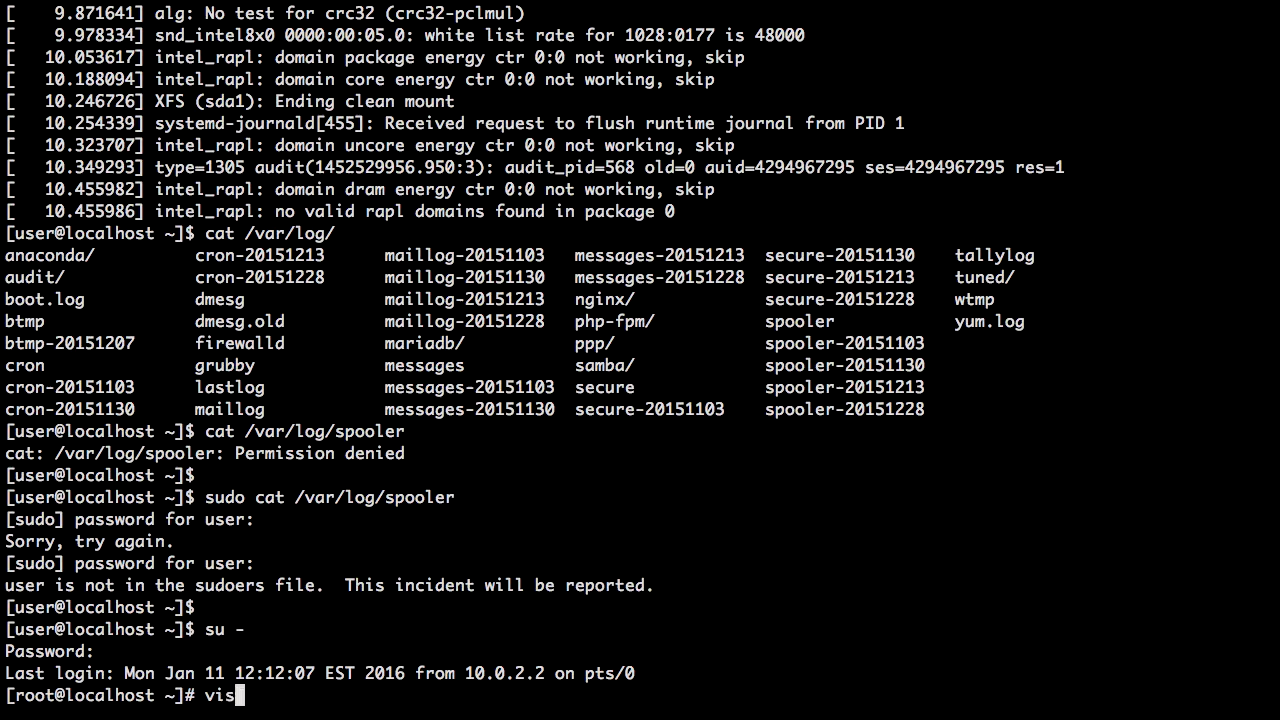 [    9.871641] alg: No test for crc32 (crc32-pclmul)
[    9.978334] snd_intel8x0 0000:00:05.0: white list rate for 1028:0177 is 48000
[   10.053617] intel_rapl: domain package energy ctr 0:0 not working, skip
[   10.188094] intel_rapl: domain core energy ctr 0:0 not working, skip
[   10.246726] XFS (sda1): Ending clean mount
[   10.254339] systemd-journald[455]: Received request to flush runtime journal from PID 1
[   10.323707] intel_rapl: domain uncore energy ctr 0:0 not working, skip
[   10.349293] type=1305 audit(1452529956.950:3): audit_pid=568 old=0 auid=4294967295 ses=4294967295 res=1
[   10.455982] intel_rapl: domain dram energy ctr 0:0 not working, skip
[   10.455986] intel_rapl: no valid rapl domains found in package 0
[user@localhost ~]$ cat /var/log/
anaconda/          cron-20151213      maillog-20151103   messages-20151213  secure-20151130    tallylog
audit/             cron-20151228      maillog-20151130   messages-20151228  secure-20151213    tuned/
boot.log           dmesg              maillog-20151213   nginx/             secure-20151228    wtmp
btmp               dmesg.old          maillog-20151228   php-fpm/           spooler            yum.log
btmp-20151207      firewalld          mariadb/           ppp/               spooler-20151103
cron               grubby             messages           samba/             spooler-20151130
cron-20151103      lastlog            messages-20151103  secure             spooler-20151213
cron-20151130      maillog            messages-20151130  secure-20151103    spooler-20151228
[user@localhost ~]$ cat /var/log/spooler
cat: /var/log/spooler: Permission denied
[user@localhost ~]$
[user@localhost ~]$ sudo cat /var/log/spooler
[sudo] password for user:
Sorry, try again.
[sudo] password for user:
user is not in the sudoers file.  This incident will be reported.
[user@localhost ~]$
[user@localhost ~]$ su -
Password:
Last login: Mon Jan 11 12:12:07 EST 2016 from 10.0.2.2 on pts/0
[root@localhost ~]# vis